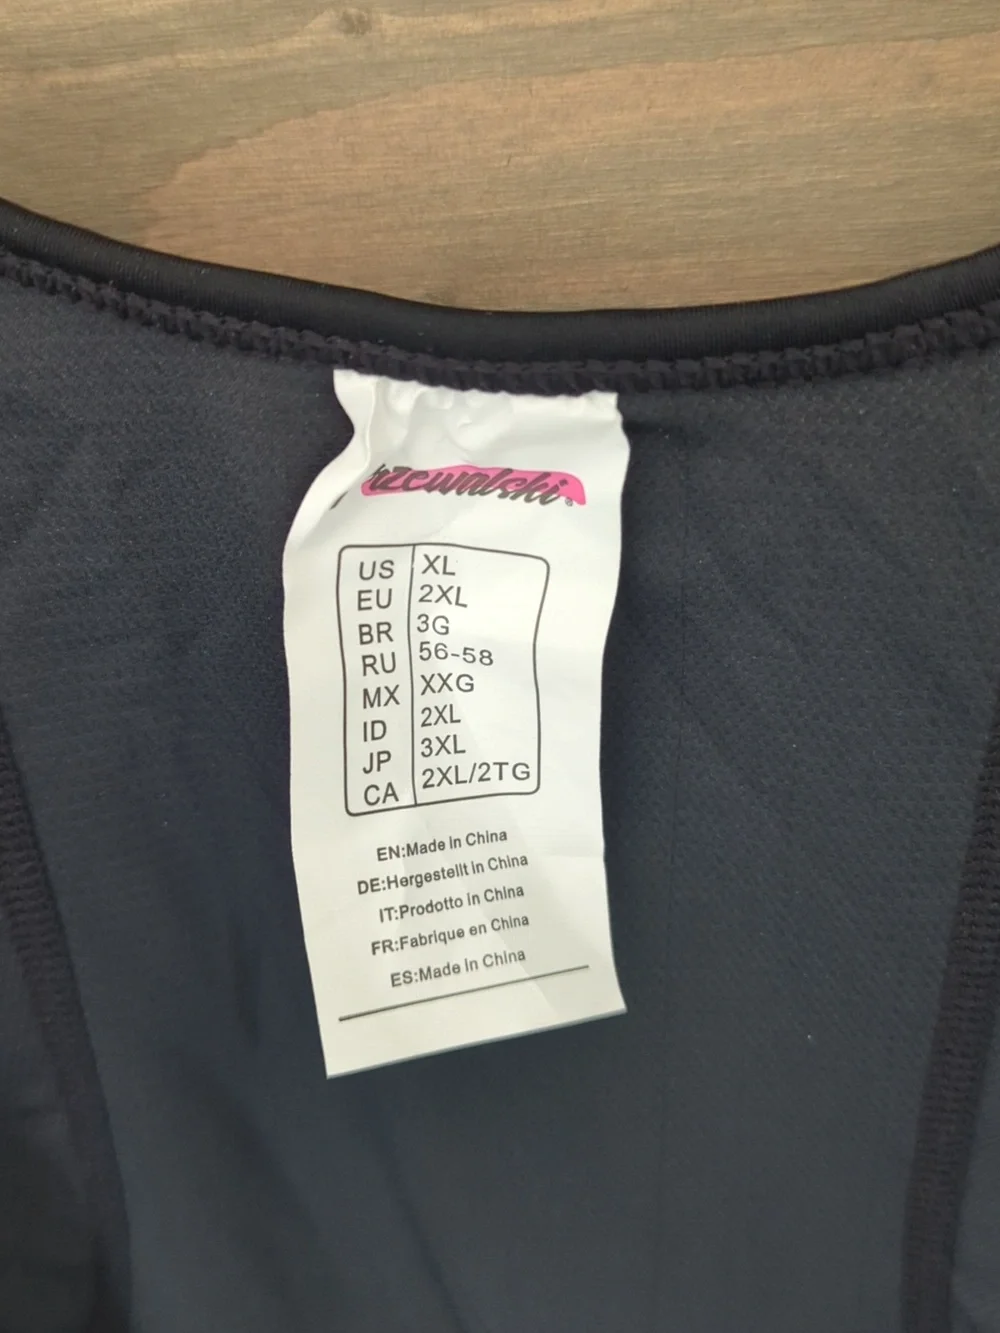 rzewalski
US XL
EU 2XL
BR 3G
RU 56-58
MX XXG
ID 2XL
JP 3XL
CA 2XL/2TG
EN:Made in China
DE:Hergestellt in China
IT:Prodotto in China
FR:Fabrique en China
ES:Made in China